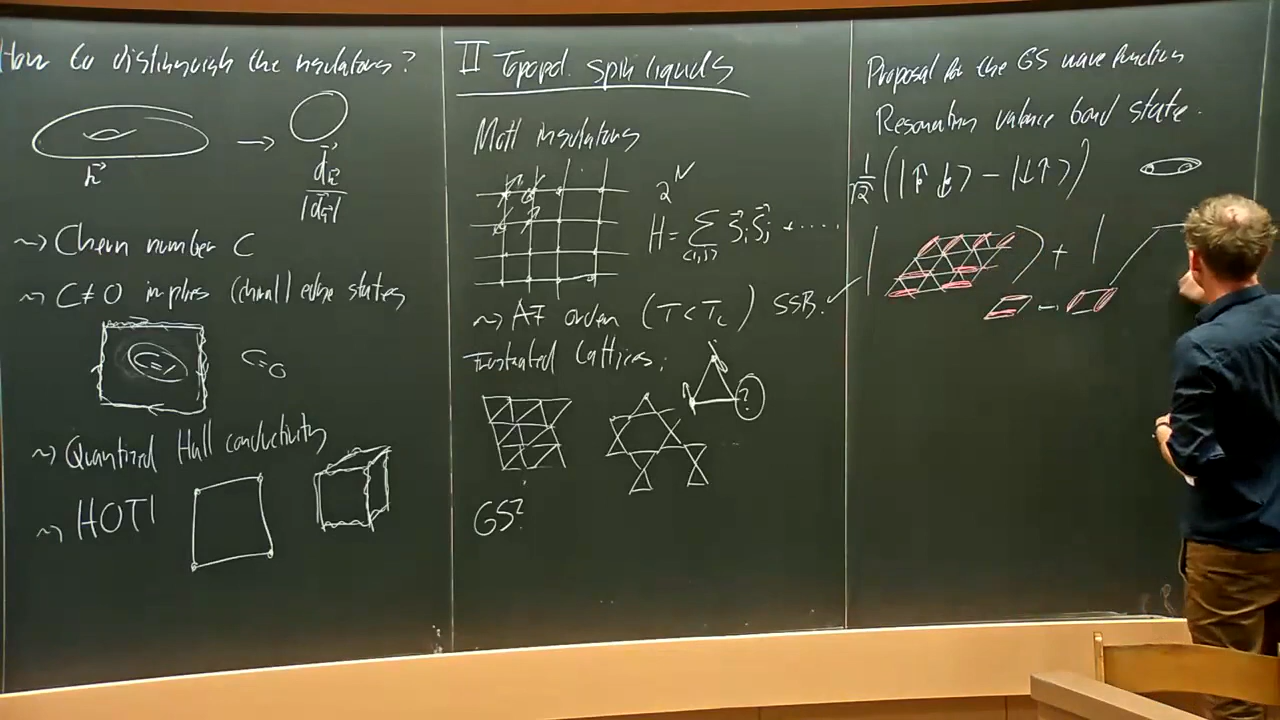 How to distinguish the insulators?
k⃗
d⃗k⃗
|d⃗k⃗|
~> Chern number C
~> C≠0 implies (chiral) edge states
C=1
C=0
~> Quantized Hall conductivity
~> HOTI
II Topol. spin liquids
Mott insulators
2^N
H = Σ S⃗i S⃗j + .....
<i,j>
~> AF order (T<Tc) SSB. ✓
Frustrated lattices:
?
GS?
Proposal for the GS wave function
Resonating valence bond state.
1/√2 (|↑↓> - |↓↑>)
| > + |